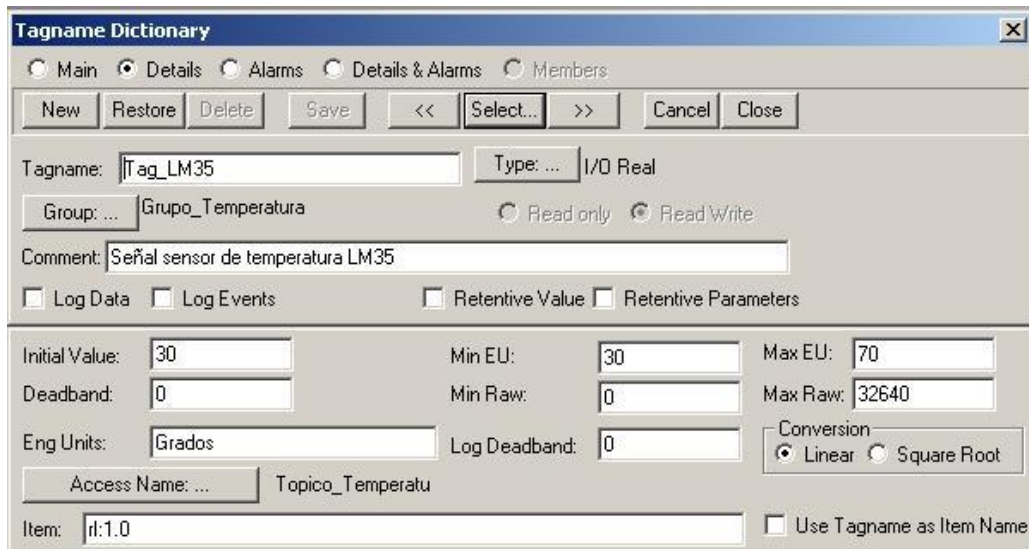 Tagname Dictionary
Main Details Alarms Details & Alarms Members
New Restore Delete Save << Select... >> Cancel Close
Tagname: Tag_LM35 Type: ... I/O Real
Group: ... Grupo_Temperatura Read only Read Write
Comment: Señal sensor de temperatura LM35
Log Data Log Events Retentive Value Retentive Parameters
Initial Value: 30 Min EU: 30 Max EU: 70
Deadband: 0 Min Raw: 0 Max Raw: 32640
Eng Units: Grados Log Deadband: 0 Conversion
Linear Square Root
Access Name: ... Topico_Temperatu
Item: rl:1.0 Use Tagname as Item Name